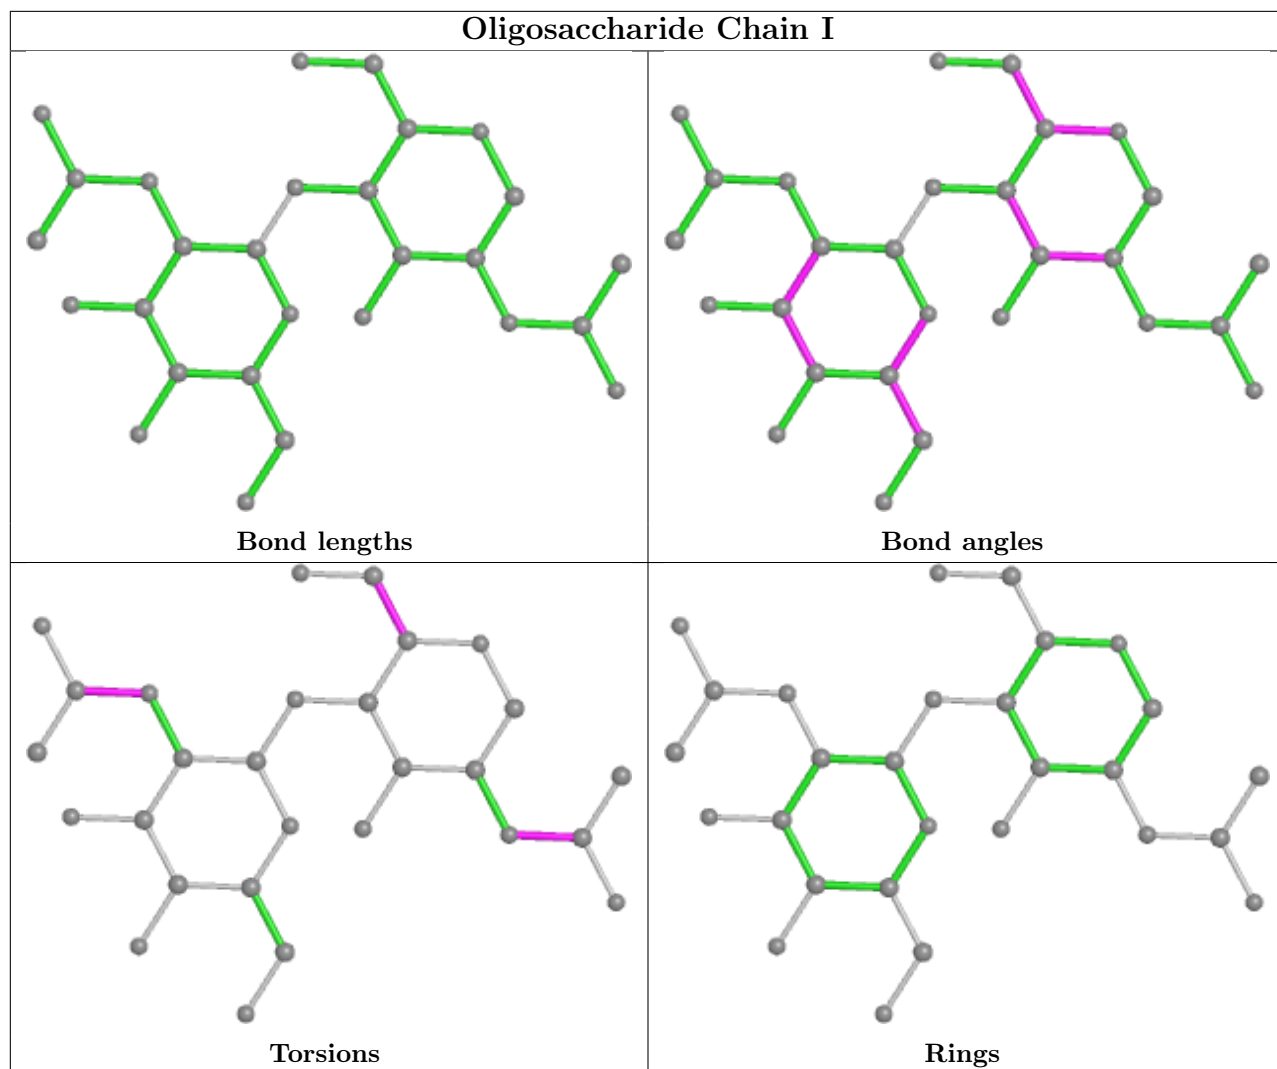 Oligosaccharide Chain I
Bond lengths
Bond angles
Torsions
Rings